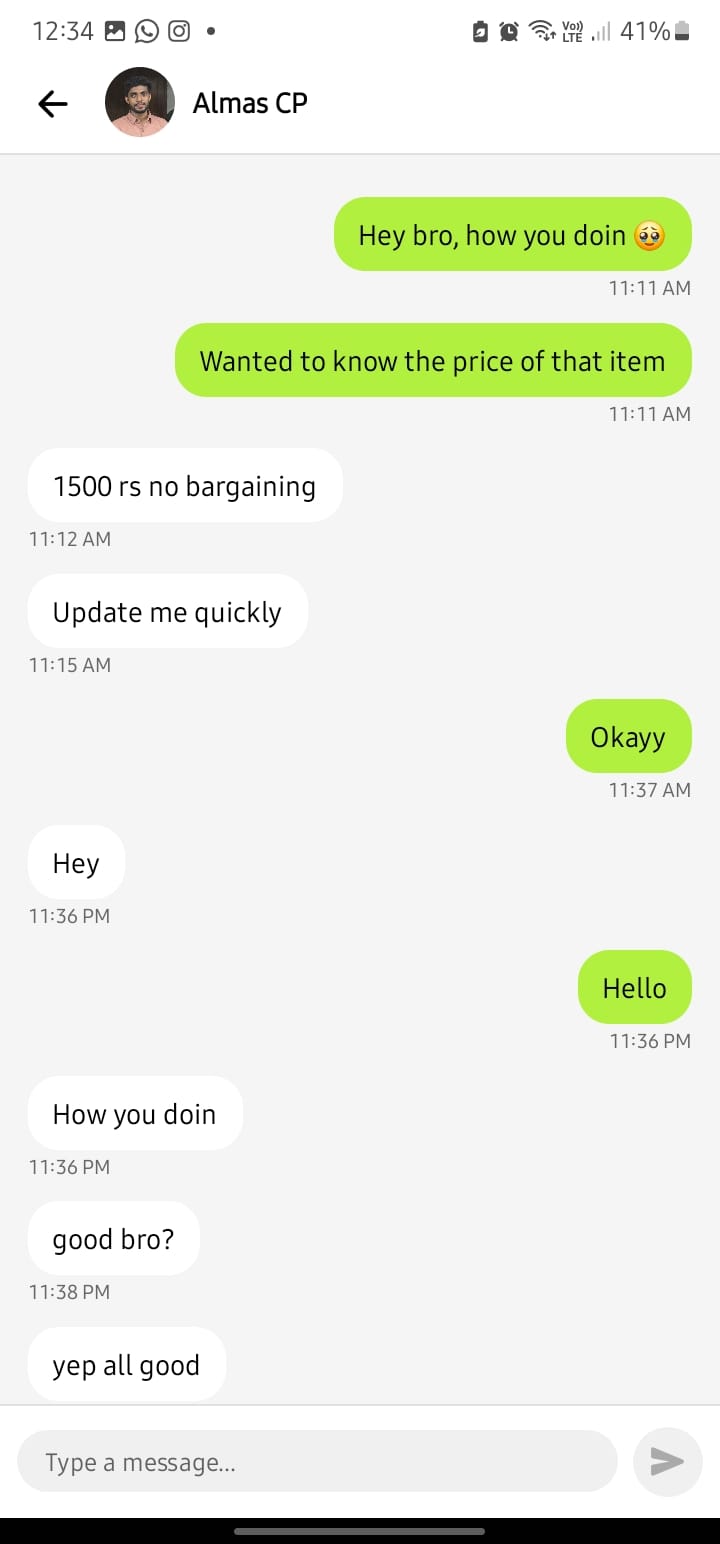 12:34 41%
Vo))
LTE
Almas CP
Hey bro, how you doin 🥹
11:11 AM
Wanted to know the price of that item
11:11 AM
1500 rs no bargaining
11:12 AM
Update me quickly
11:15 AM
Okayy
11:37 AM
Hey
11:36 PM
Hello
11:36 PM
How you doin
11:36 PM
good bro?
11:38 PM
yep all good
Type a message...